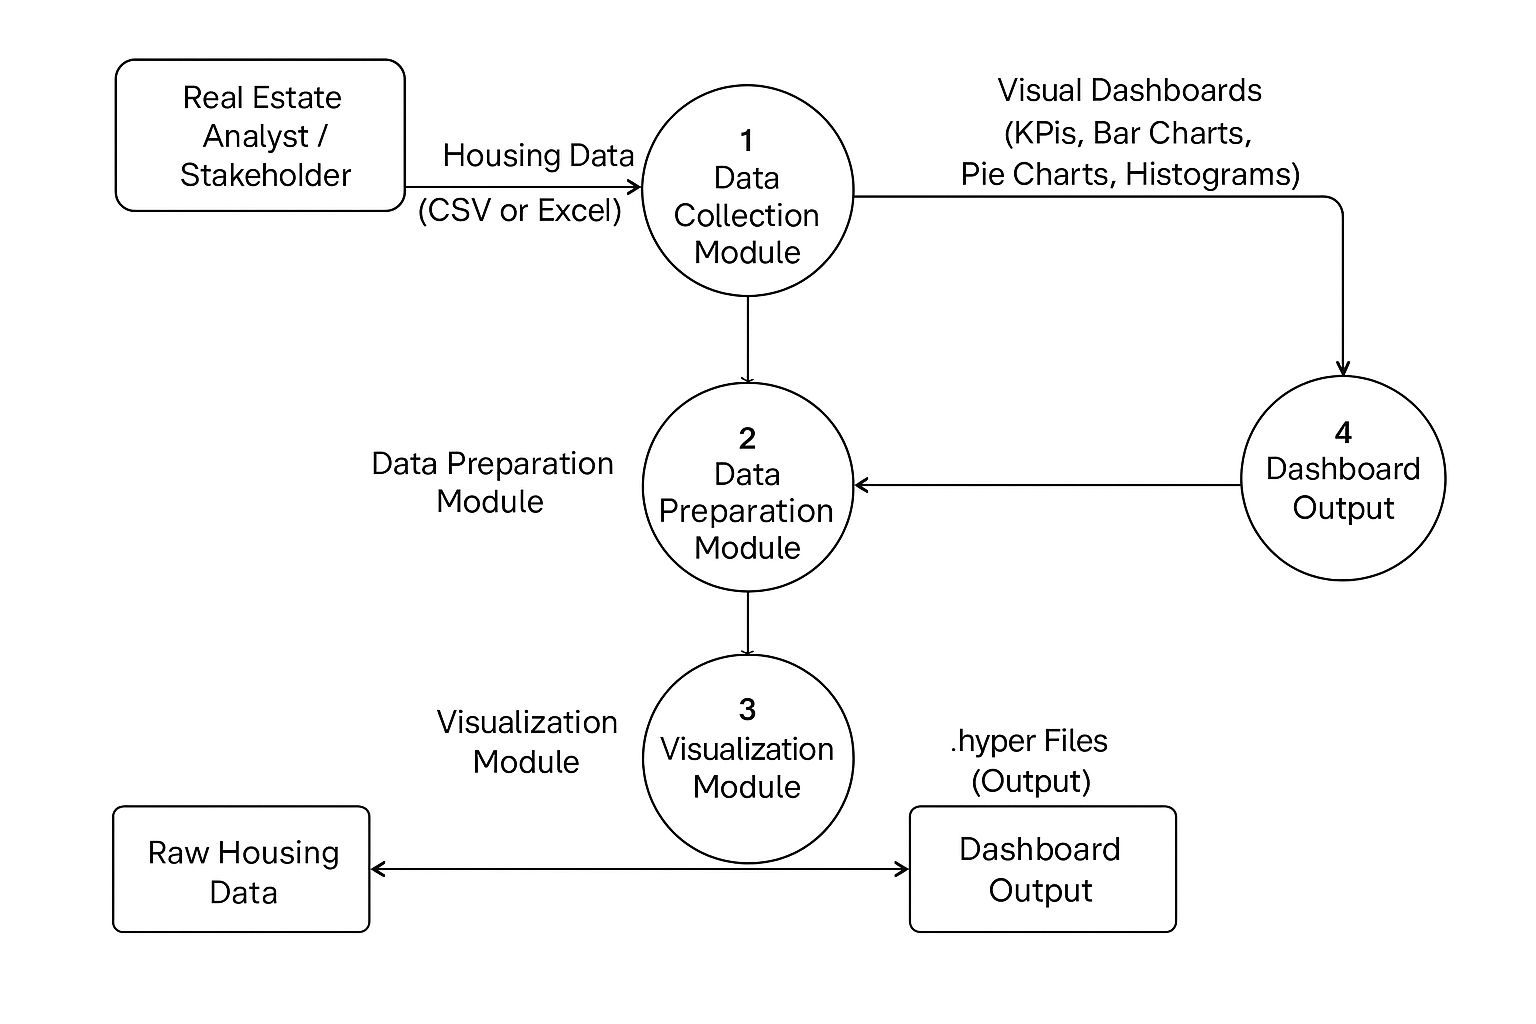 Real Estate
Analyst /
Stakeholder
Housing Data
(CSV or Excel)
1
Data
Collection
Module
Visual Dashboards
(KPis, Bar Charts,
Pie Charts, Histograms)
Data Preparation
Module
2
Data
Preparation
Module
4
Dashboard
Output
Visualization
Module
3
Visualization
Module
.hyper Files
(Output)
Raw Housing
Data
Dashboard
Output